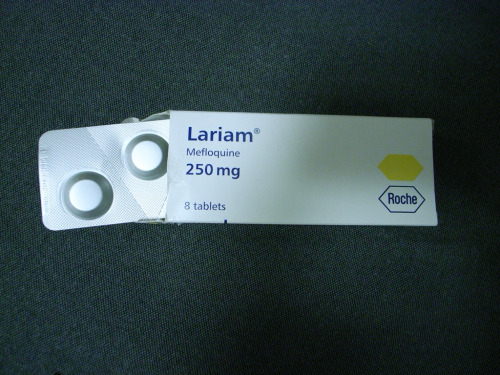 Lariam®
Mefloquine
250 mg
8 tablets
Roche